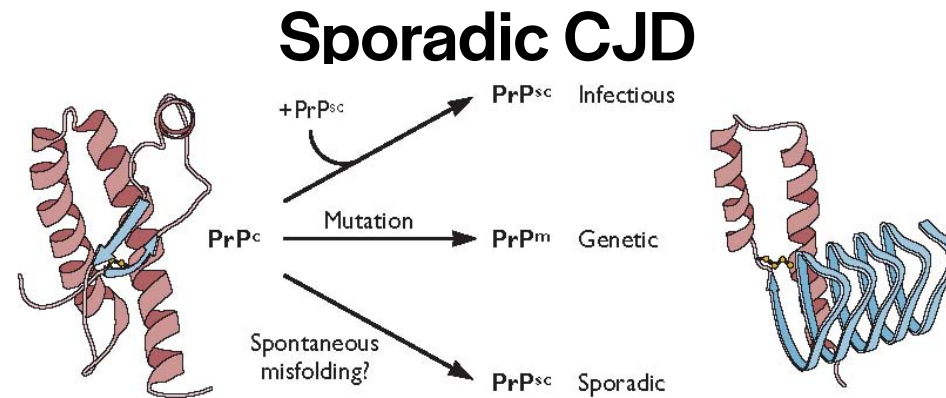 Sporadic CJD
+PrPsc
PrPsc Infectious
Mutation
PrPc
PrPm Genetic
Spontaneous
misfolding?
PrPsc Sporadic